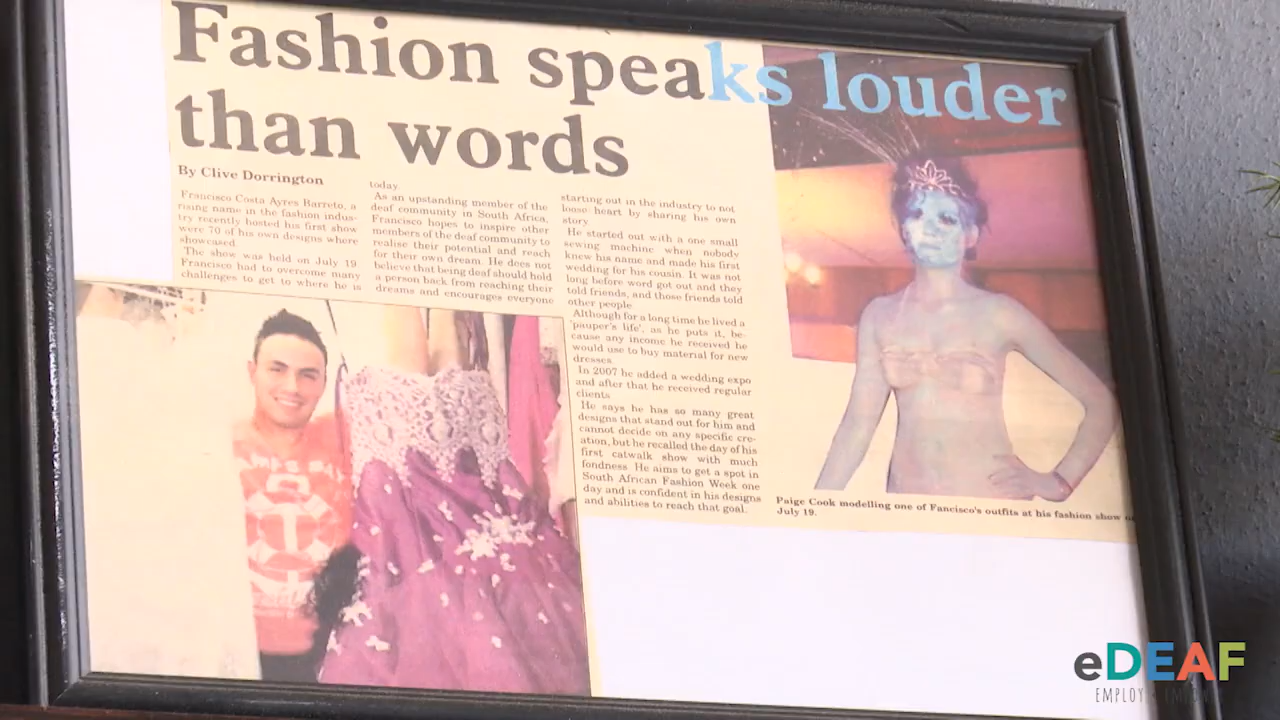 Fashion speaks louder
than words
By Clive Dorrington
Francisco Costa Ayres Barreto, a
rising name in the fashion indus-
try recently hosted his first show
were 70 of his own designs where
showcased.
The show was held on July 19
Francisco had to overcome many
challenges to get to where he is
today.
As an upstanding member of the
deaf community in South Africa,
Francisco hopes to inspire other
members of the deaf community to
realise their potential and reach
for their own dream. He does not
believe that being deaf should hold
a person back from reaching their
dreams and encourages everyone
starting out in the industry to not
loose heart by sharing his own
story.
He started out with a one small
sewing machine when nobody
knew his name and made his first
wedding for his cousin. It was not
long before word got out and they
told friends, and those friends told
other people.
Although for a long time he lived a
'pauper's life', as he puts it, be-
cause any income he received he
would use to buy material for new
dresses.
In 2007 he added a wedding expo
and after that he received regular
clients.
He says he has so many great
designs that stand out for him and
cannot decide on any specific cre-
ation, but he recalled the day of his
first catwalk show with much
fondness. He aims to get a spot in
South African Fashion Week one
day and is confident in his designs
and abilities to reach that goal.
Paige Cook modelling one of Fancisco's outfits at his fashion show
July 19.
eDEAF
EMPLOY